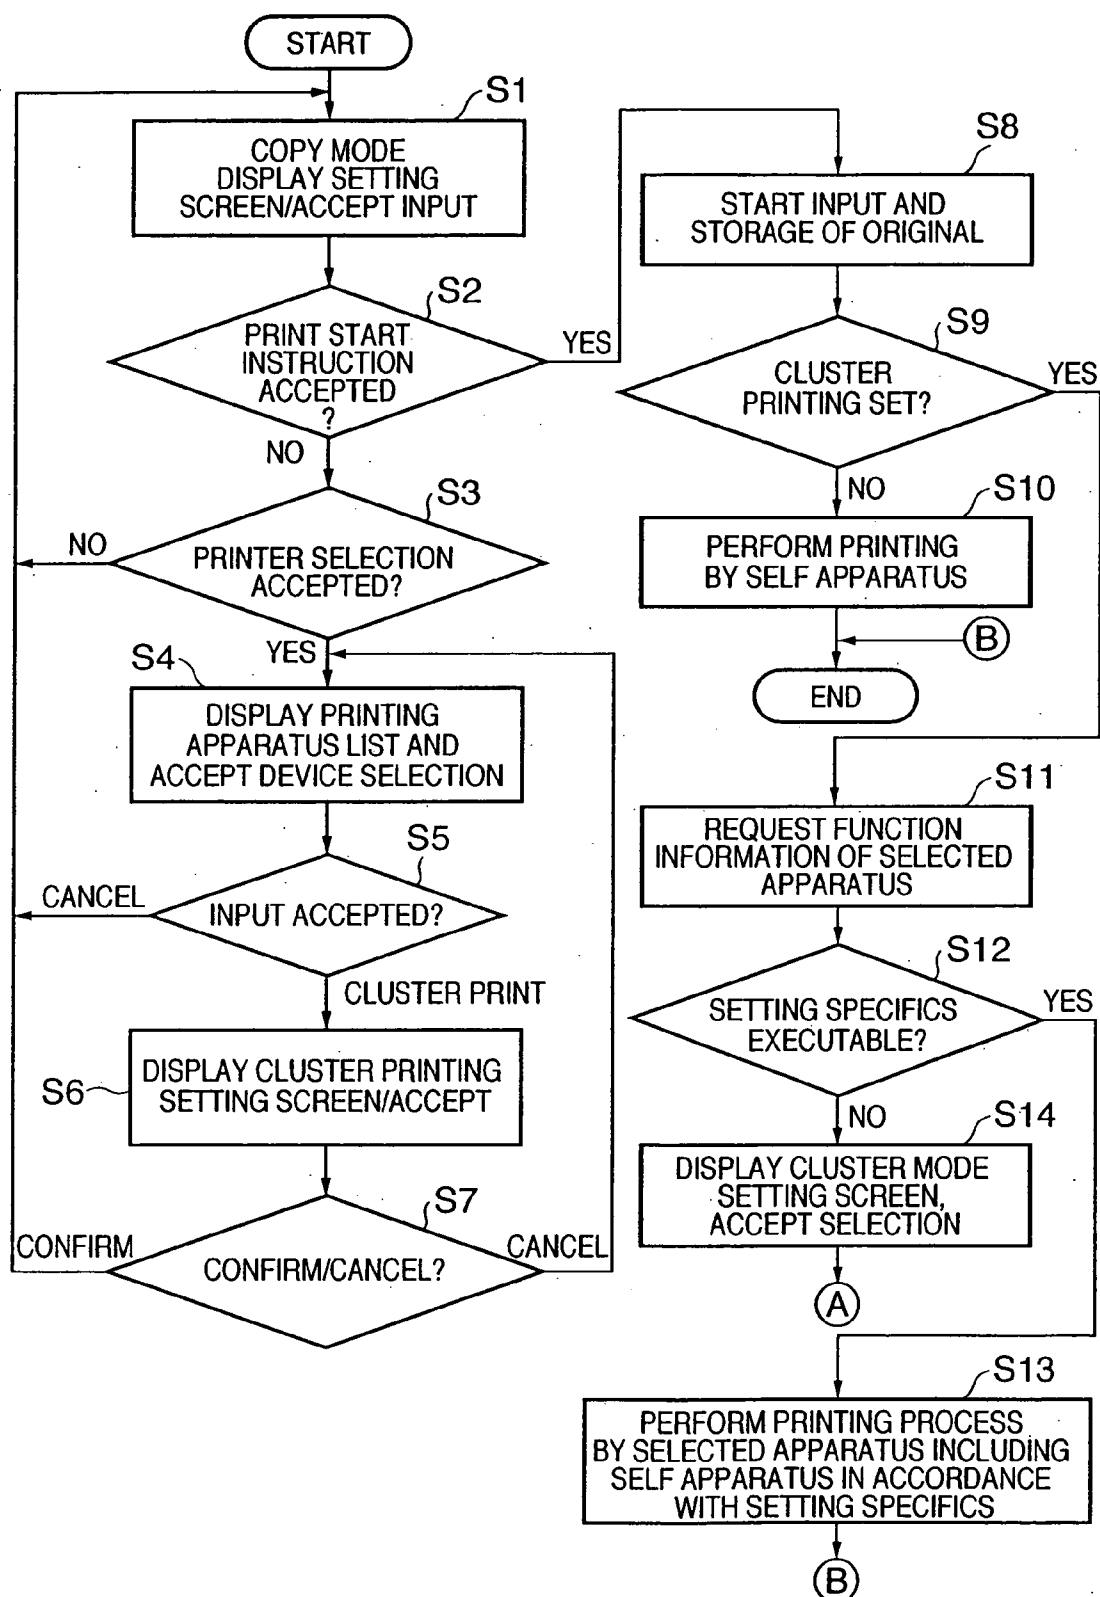 START
S1
COPY MODE
DISPLAY SETTING
SCREEN/ACCEPT INPUT
S2
PRINT START
INSTRUCTION
ACCEPTED
?
YES
NO
S3
PRINTER SELECTION
ACCEPTED?
NO
YES
S4
DISPLAY PRINTING
APPARATUS LIST AND
ACCEPT DEVICE SELECTION
S5
INPUT ACCEPTED?
CANCEL
CLUSTER PRINT
S6
DISPLAY CLUSTER PRINTING
SETTING SCREEN/ACCEPT
S7
CONFIRM/CANCEL?
CONFIRM
CANCEL
S8
START INPUT AND
STORAGE OF ORIGINAL
S9
CLUSTER
PRINTING SET?
YES
NO
S10
PERFORM PRINTING
BY SELF APPARATUS
B
END
S11
REQUEST FUNCTION
INFORMATION OF SELECTED
APPARATUS
S12
SETTING SPECIFICS
EXECUTABLE?
YES
NO
S14
DISPLAY CLUSTER MODE
SETTING SCREEN,
ACCEPT SELECTION
A
S13
PERFORM PRINTING PROCESS
BY SELECTED APPARATUS INCLUDING
SELF APPARATUS IN ACCORDANCE
WITH SETTING SPECIFICS
B